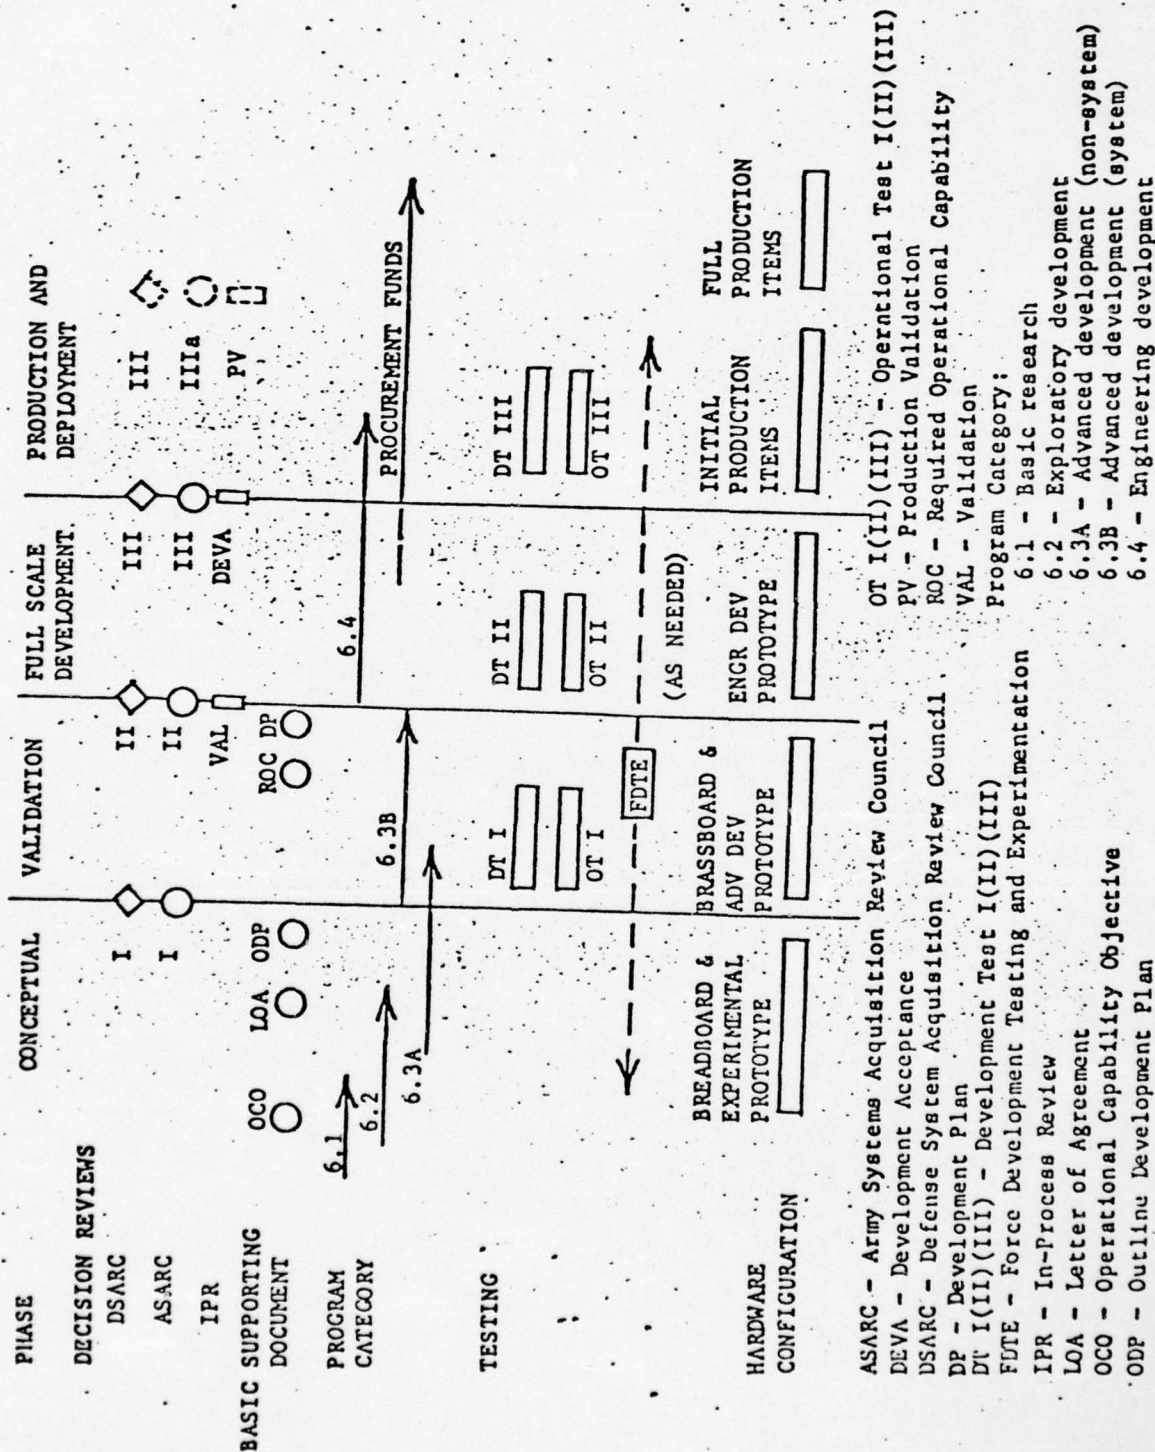 PHASE
CONCEPTUAL
VALIDATION
FULL SCALE
DEVELOPMENT
PRODUCTION AND
DEPLOYMENT
DECISION REVIEWS
DSARC
I
II
III
III
ASARC
I
II
III
IIIa
IPR
VAL
DEVA
PV
BASIC SUPPORTING
DOCUMENT
OCO
LOA
ODP
ROC
DP
PROGRAM
CATEGORY
6.1
6.2
6.3A
6.3B
6.4
PROCUREMENT FUNDS
TESTING
DT I
DT II
DT III
OT I
OT II
OT III
FDTE
(AS NEEDED)
HARDWARE
CONFIGURATION
BREADBOARD &
EXPERIMENTAL
PROTOTYPE
BRASSBOARD &
ADV DEV
PROTOTYPE
ENGR DEV
PROTOTYPE
INITIAL
PRODUCTION
ITEMS
FULL
PRODUCTION
ITEMS
ASARC - Army Systems Acquisition Review Council
DEVA - Development Acceptance
DSARC - Defense System Acquisition Review Council
DP - Development Plan
DT I(II)(III) - Development Test I(II)(III)
FDTE - Force Development Testing and Experimentation
IPR - In-Process Review
LOA - Letter of Agreement
OCO - Operational Capability Objective
ODP - Outline Development Plan
OT I(II)(III) - Operational Test I(II)(III)
PV - Production Validation
ROC - Required Operational Capability
VAL - Validation
Program Category:
6.1 - Basic research
6.2 - Exploratory development
6.3A - Advanced development (non-system)
6.3B - Advanced development (system)
6.4 - Engineering development